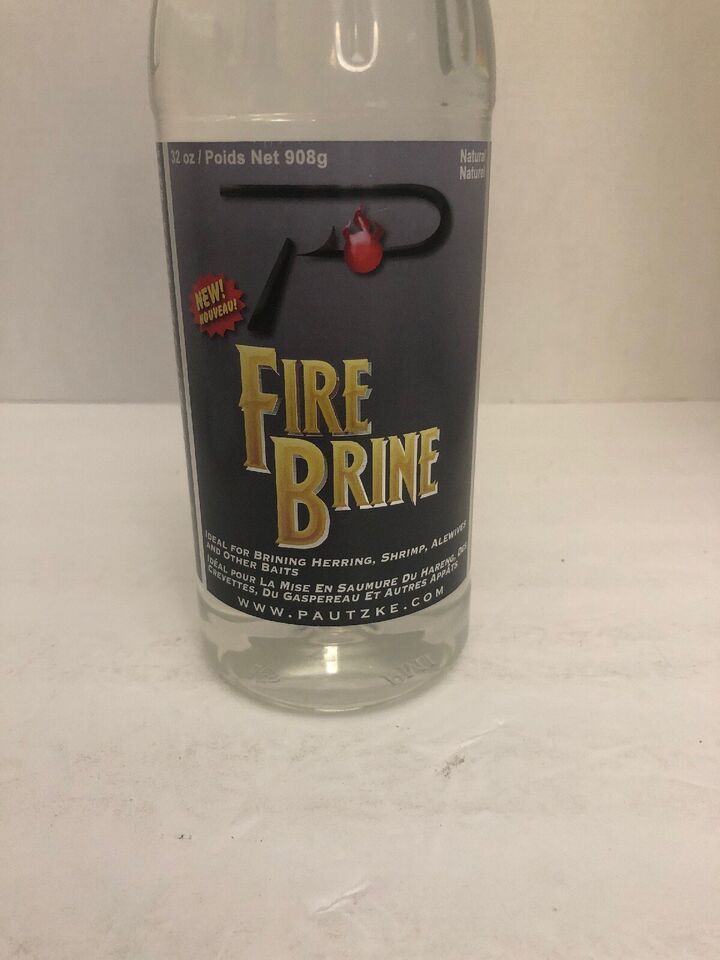 32 oz / Poids Net 908g
Natural
Naturel
NEW!
NOUVEAU!
FIRE
BRINE
IDEAL FOR BRINING HERRING, SHRIMP, ALEWIVES
AND OTHER BAITS
IDÉAL POUR LA MISE EN SAUMURE DU HARENG, DES
CREVETTES, DU GASPEREAU ET AUTRES APPÂTS
WWW.PAUTZKE.COM